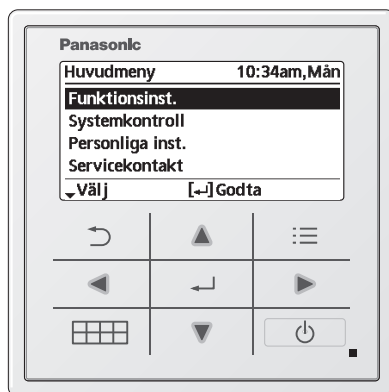 Panasonic
Huvudmeny 10:34am,Mån
Funktionsinst.
Systemkontroll
Personliga inst.
Servicekontakt
Välj [↵] Godta